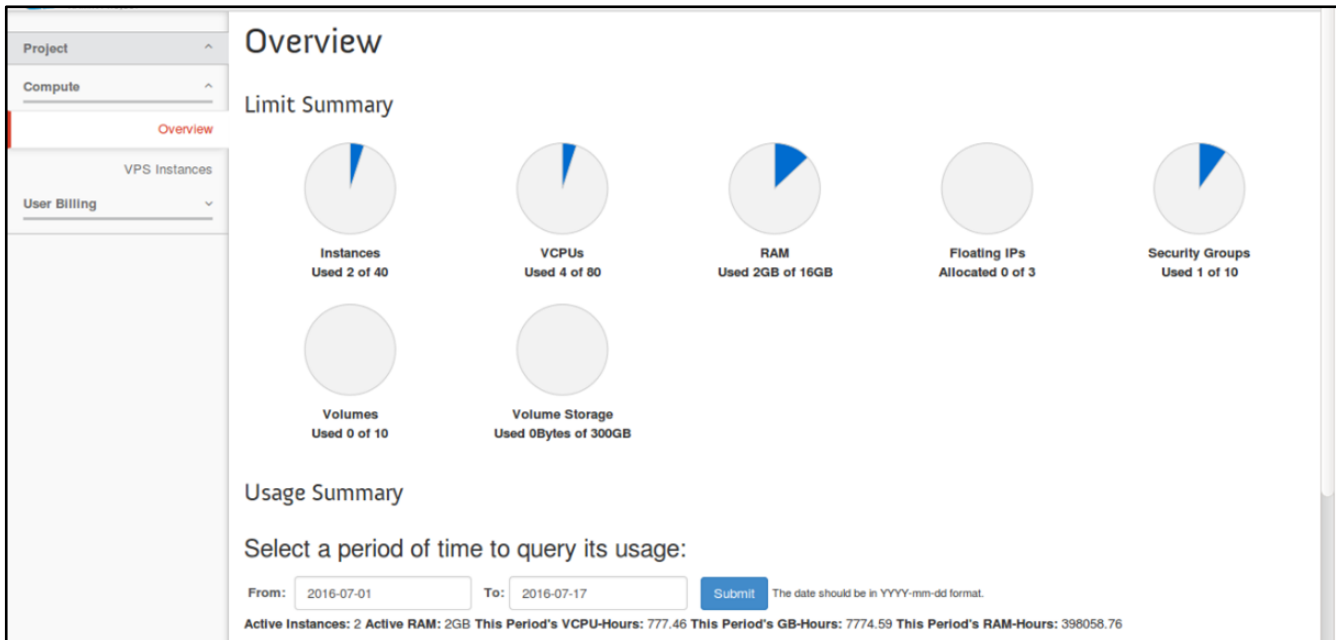 Overview
Project
Compute
Limit Summary
Overview
VPS Instances
User Billing
Instances
Used 2 of 40
VCPUs
Used 4 of 80
RAM
Used 2GB of 16GB
Floating IPs
Allocated 0 of 3
Security Groups
Used 1 of 10
Volumes
Used 0 of 10
Volume Storage
Used 0Bytes of 300GB
Usage Summary
Select a period of time to query its usage:
From: 2016-07-01 To: 2016-07-17 Submit The date should be in YYYY-mm-dd format.
Active Instances: 2 Active RAM: 2GB This Period's VCPU-Hours: 777.46 This Period's GB-Hours: 7774.59 This Period's RAM-Hours: 398058.76